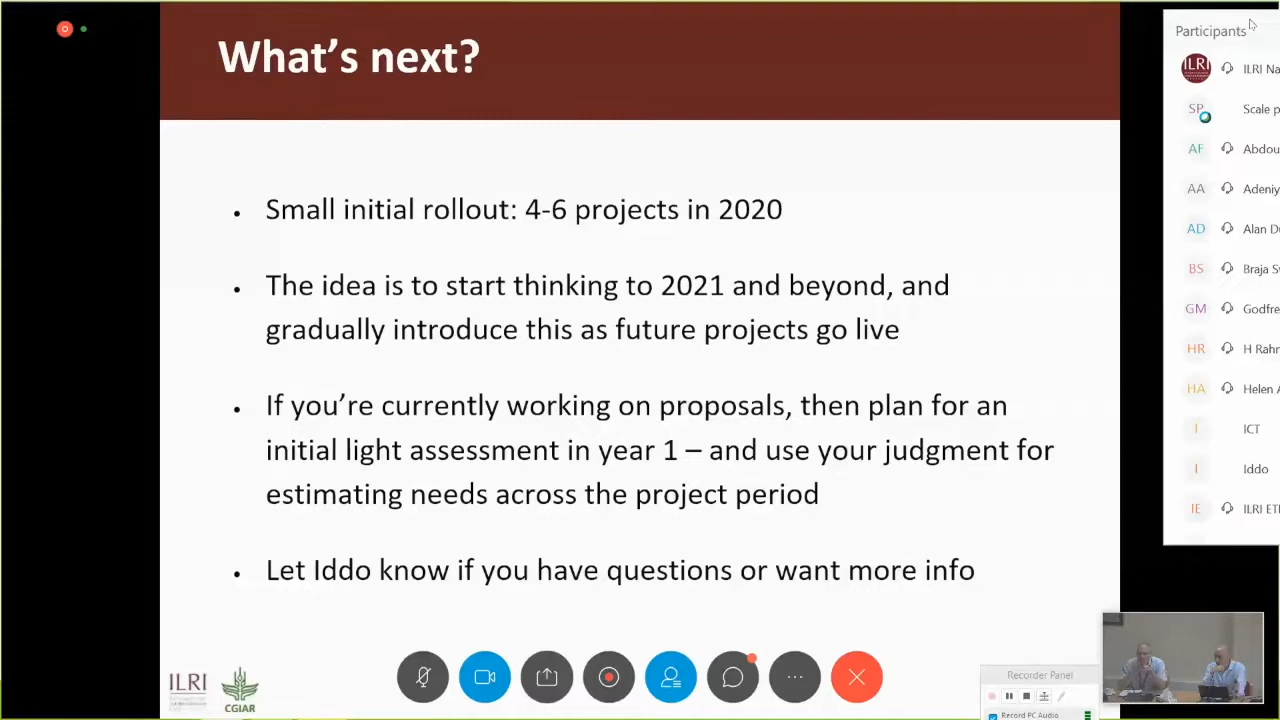 What's next?
Participants
ILRI Na
SP Scale p
AF Abdou
AA Adeniy
AD Alan Du
BS Braja S
GM Godfre
HR H Rahr
HA Helen A
I ICT
I Iddo
IE ILRI ET
• Small initial rollout: 4-6 projects in 2020
• The idea is to start thinking to 2021 and beyond, and
gradually introduce this as future projects go live
• If you're currently working on proposals, then plan for an
initial light assessment in year 1 – and use your judgment for
estimating needs across the project period
• Let Iddo know if you have questions or want more info
ILRI
CGIAR
Recorder Panel
Record PC Audio